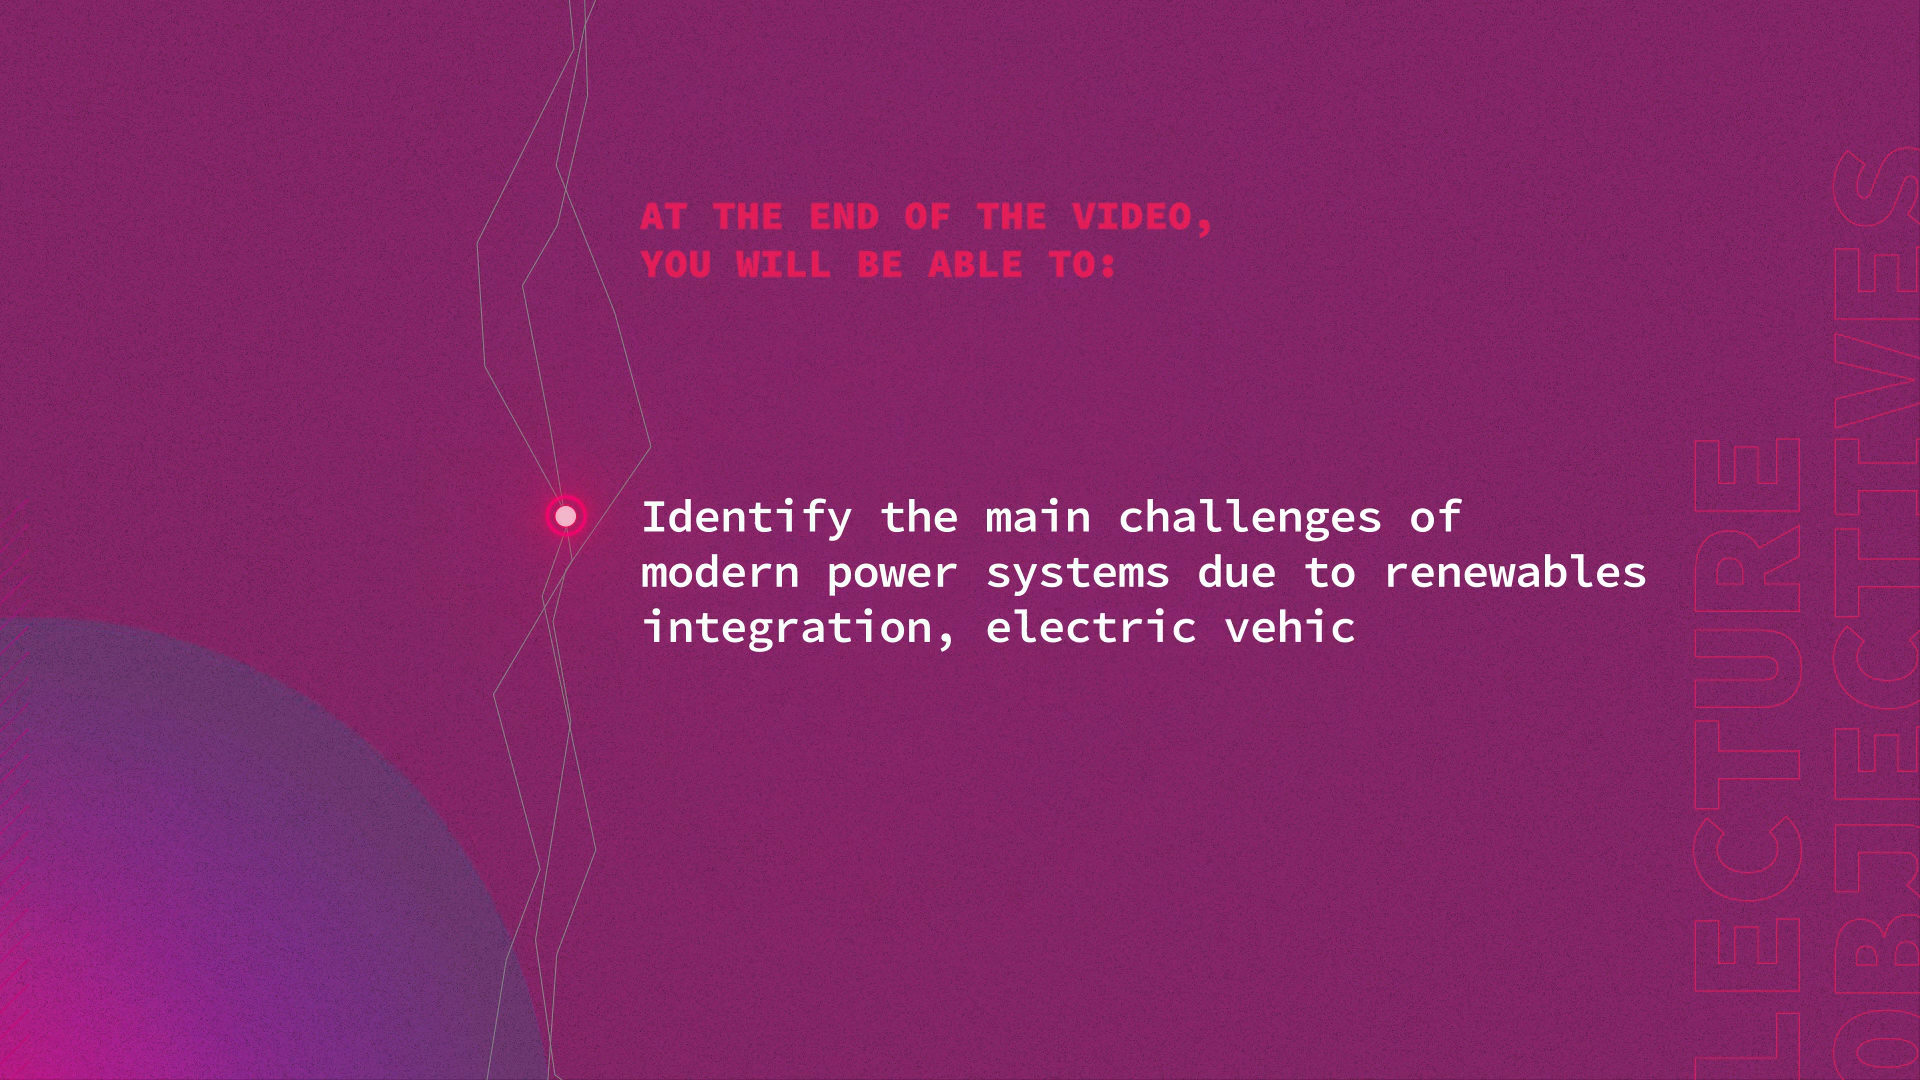 AT THE END OF THE VIDEO,
YOU WILL BE ABLE TO:
Identify the main challenges of
modern power systems due to renewables
integration, electric vehic
LECTURE
OBJECTIVES